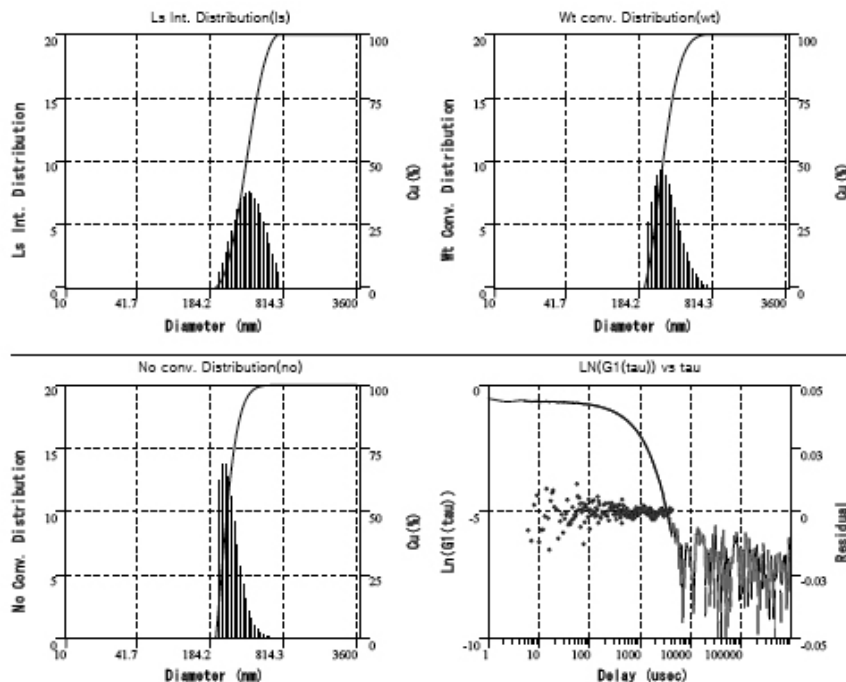 Ls Int. Distribution(ls)
20
15
10
5
0
Ls Int. Distribution
100
75
50
25
0
Cu(%)
10 41.7 184.2 814.3 3600
Diameter (nm)
Wt conv. Distribution(wt)
20
15
10
5
0
Wt Conv. Distribution
100
75
50
25
0
Cu(%)
10 41.7 184.2 814.3 3600
Diameter (nm)
No conv. Distribution(no)
20
15
10
5
0
No Conv. Distribution
100
75
50
25
0
Cu(%)
10 41.7 184.2 814.3 3600
Diameter (nm)
LN(G1(tau)) vs tau
0
-5
-10
Ln(G1(tau))
0.05
0.03
0
-0.03
-0.05
Residual
1 10 100 1000 10000 100000
Delay (usec)